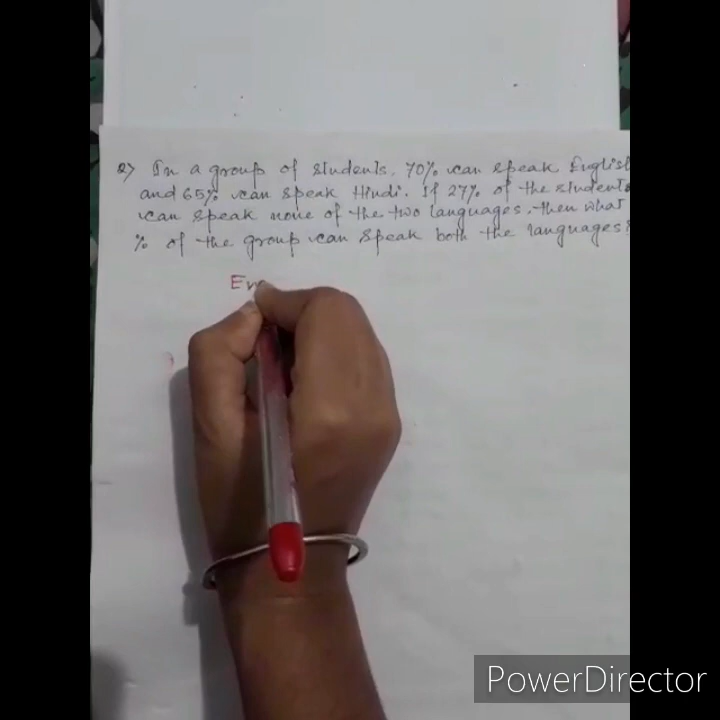 Q) In a group of students, 70% can speak English
and 65% can speak Hindi. If 27% of the students
can speak none of the two languages, then what
% of the group can speak both the languages?
En
PowerDirector